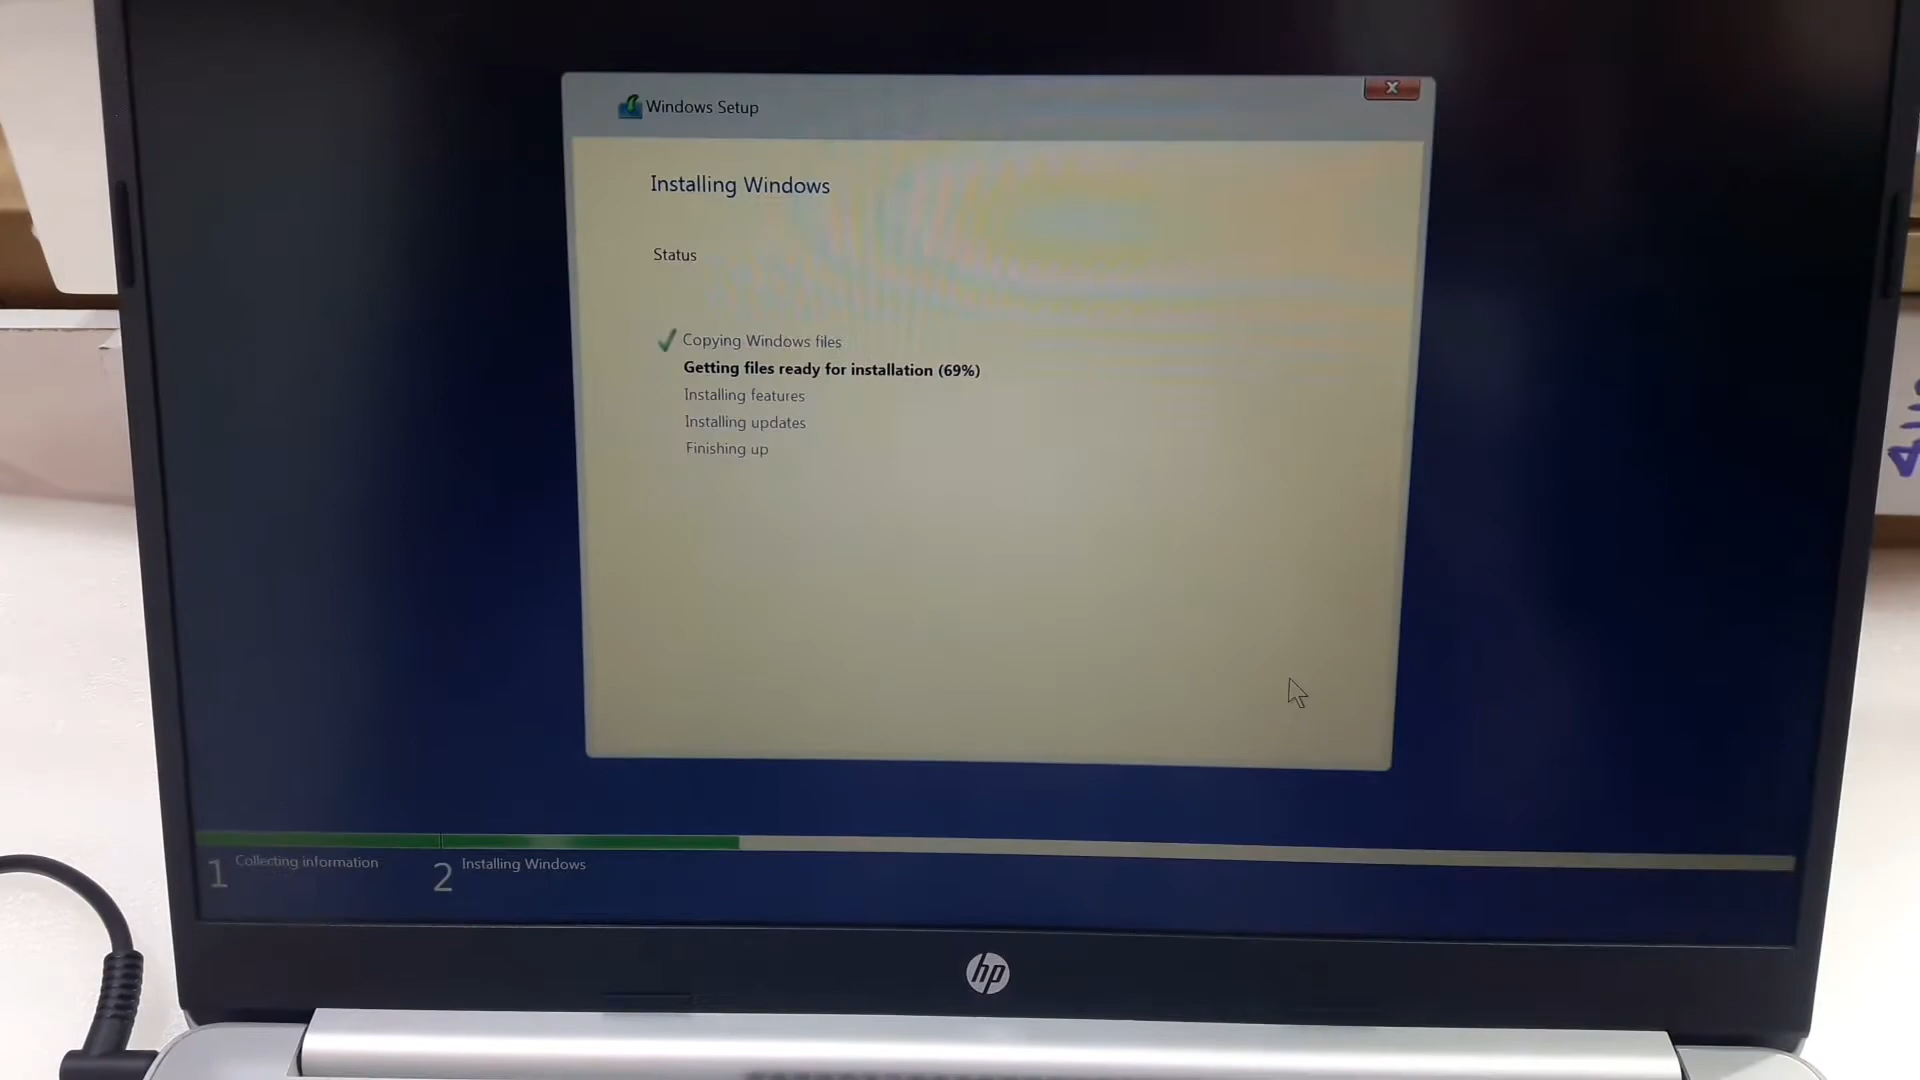 Windows Setup
Installing Windows
Status
Copying Windows files
Getting files ready for installation (69%)
Installing features
Installing updates
Finishing up
1 Collecting information
2 Installing Windows
hp